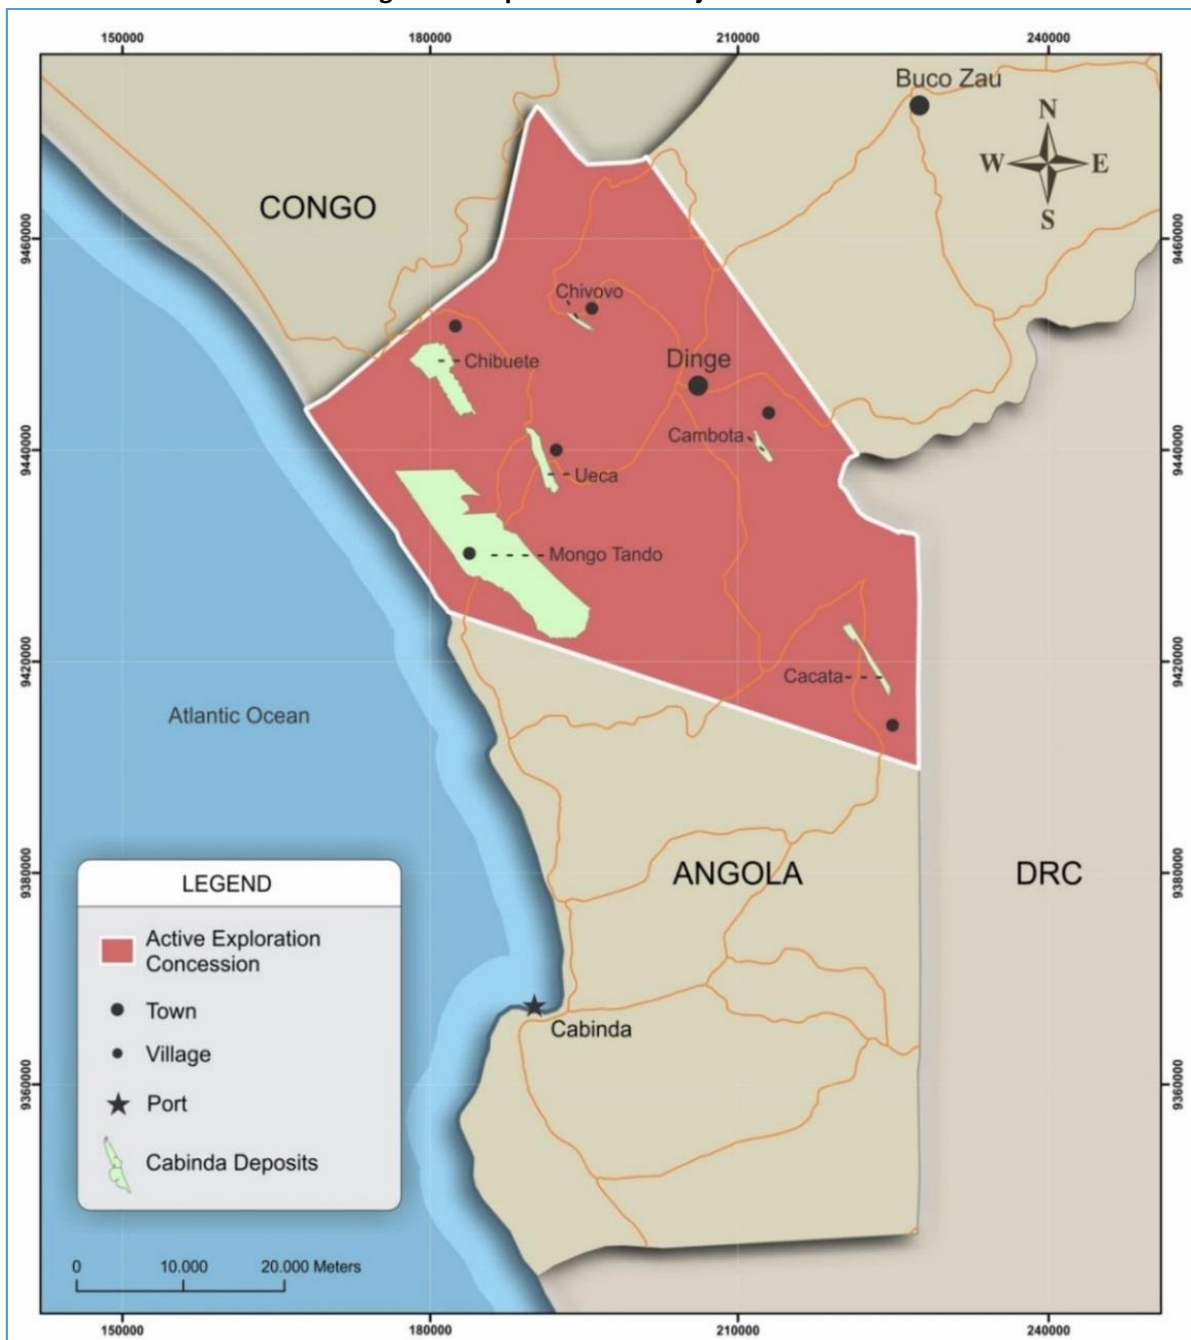 150000
180000
210000
240000
Buco Zau
N
W E
S
CONGO
9460000
9460000
Chivovo
Dinge
Chibuete
Cambota
9440000
9440000
Ueca
Mongo Tando
9420000
9420000
Cacata
Atlantic Ocean
ANGOLA
DRC
9380000
9380000
LEGEND
Active Exploration
Concession
Town
Village
Port
Cabinda Deposits
Cabinda
9360000
9360000
0 10.000 20.000 Meters
150000
180000
210000
240000